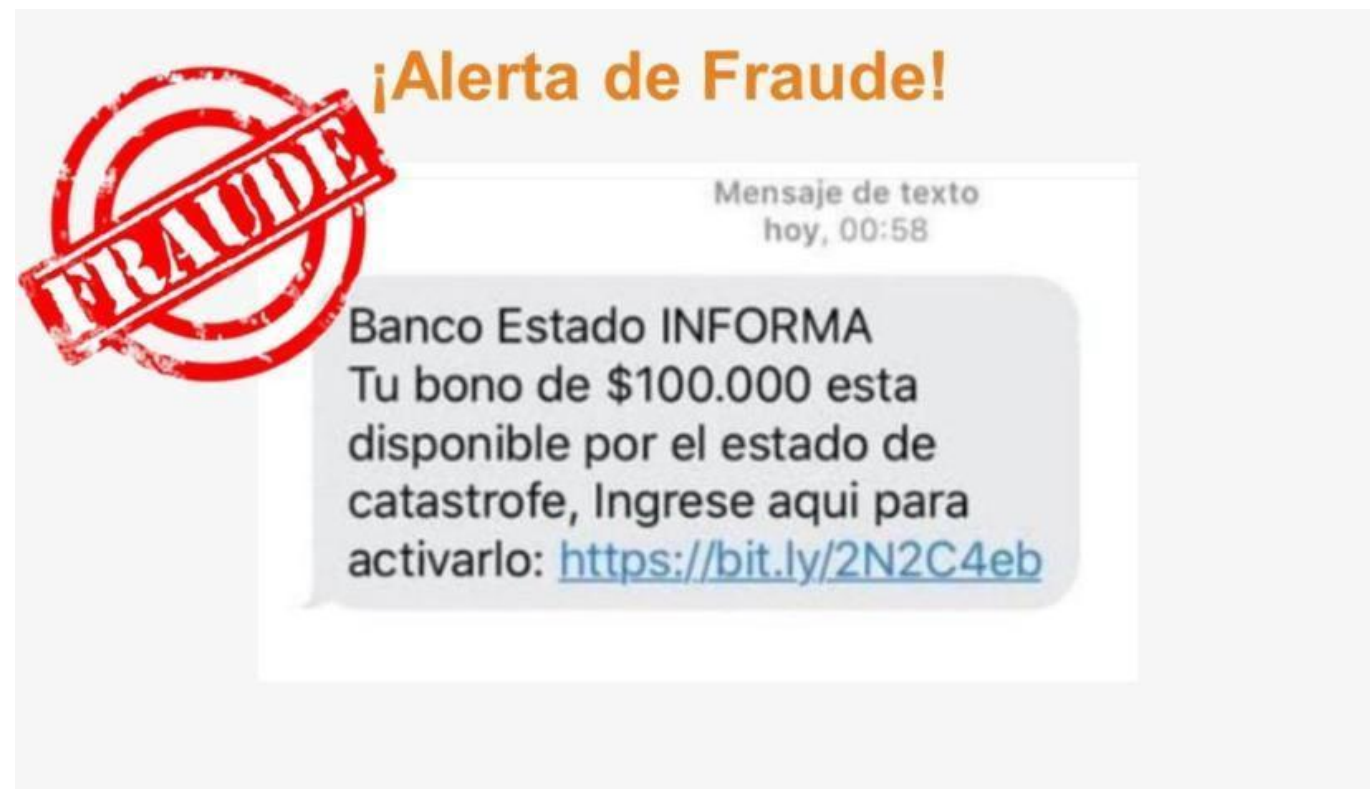 ¡Alerta de Fraude!
FRAUDE
Mensaje de texto
hoy, 00:58
Banco Estado INFORMA
Tu bono de $100.000 esta
disponible por el estado de
catastrofe, Ingrese aqui para
activarlo: https://bit.ly/2N2C4eb